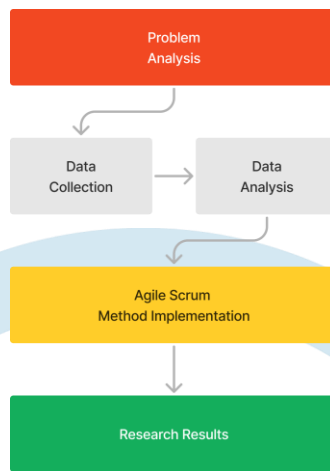 Problem
Analysis
Data
Collection
Data
Analysis
Agile Scrum
Method Implementation
Research Results